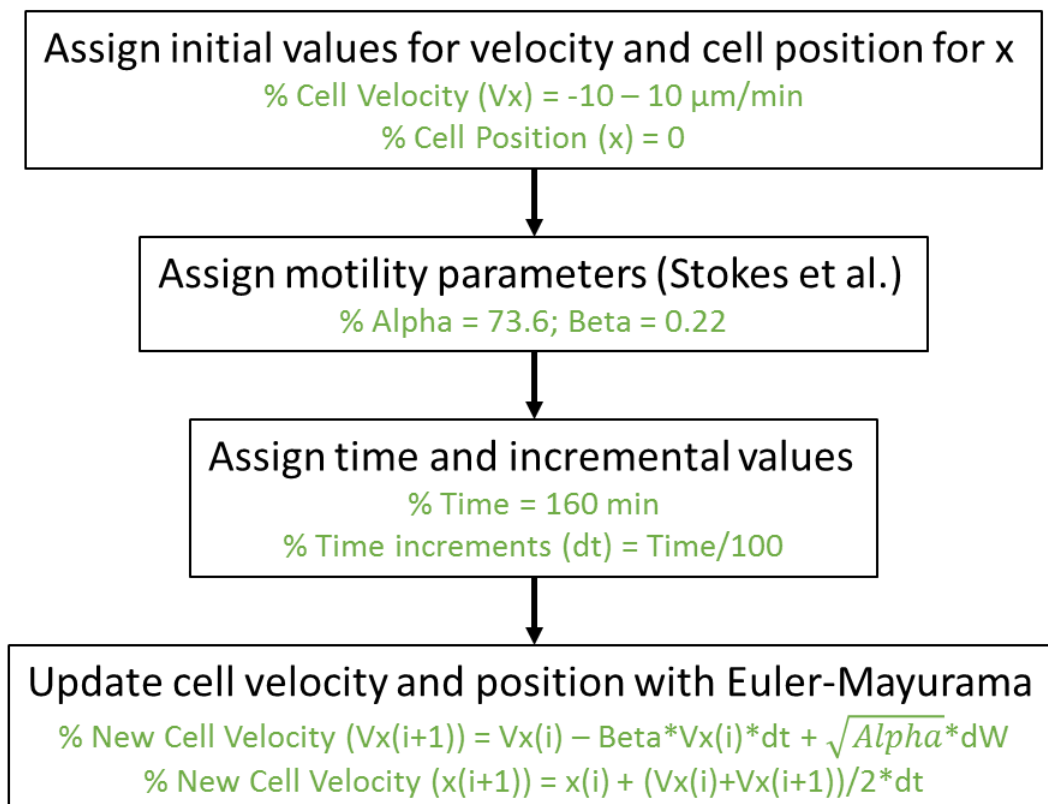 Assign initial values for velocity and cell position for x
% Cell Velocity (Vx) = -10 – 10 µm/min
% Cell Position (x) = 0
Assign motility parameters (Stokes et al.)
% Alpha = 73.6; Beta = 0.22
Assign time and incremental values
% Time = 160 min
% Time increments (dt) = Time/100
Update cell velocity and position with Euler-Mayurama
% New Cell Velocity (Vx(i+1)) = Vx(i) – Beta*Vx(i)*dt + √Alpha*dW
% New Cell Velocity (x(i+1)) = x(i) + (Vx(i)+Vx(i+1))/2*dt